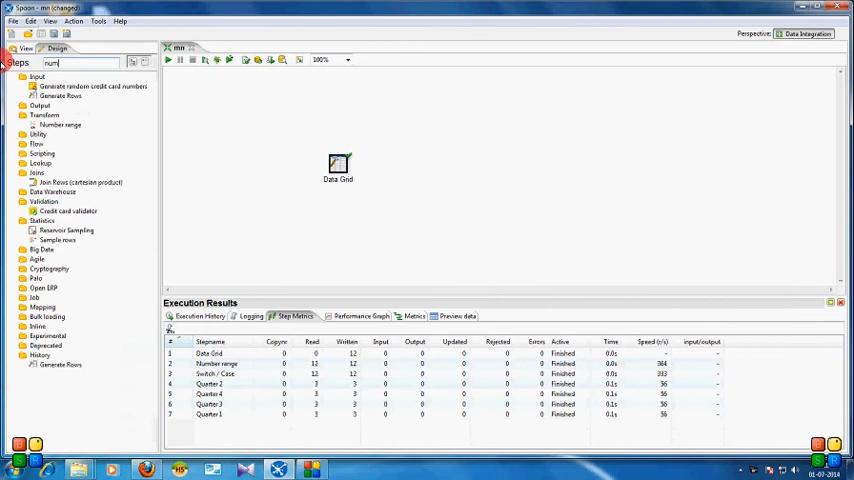 Spoon - mn (changed)
File Edit View Action Tools Help
Perspective: Data Integration
View Design
mn
Steps num
100%
Input
Generate random credit card numbers
Generate Rows
Output
Transform
Number range
Utility
Flow
Scripting
Lookup
Joins
Join Rows (cartesian product)
Data Warehouse
Validation
Credit card validator
Statistics
Reservoir Sampling
Sample rows
Big Data
Agile
Cryptography
Palo
Open ERP
Job
Mapping
Bulk loading
Inline
Experimental
Deprecated
History
Generate Rows
Data Grid
Execution Results
Execution History Logging Step Metrics Performance Graph Metrics Preview data
# Stepname Copynr Read Written Input Output Updated Rejected Errors Active Time Speed (r/s) input/output
1 Data Grid 0 0 12 0 0 0 0 0 Finished 0.0s - -
2 Number range 0 12 12 0 0 0 0 0 Finished 0.0s 364 -
3 Switch / Case 0 12 12 0 0 0 0 0 Finished 0.0s 333 -
4 Quarter 2 0 3 3 0 0 0 0 0 Finished 0.1s 56 -
5 Quarter 4 0 3 3 0 0 0 0 0 Finished 0.1s 56 -
6 Quarter 3 0 3 3 0 0 0 0 0 Finished 0.1s 56 -
7 Quarter 1 0 3 3 0 0 0 0 0 Finished 0.1s 56 -
01-07-2014